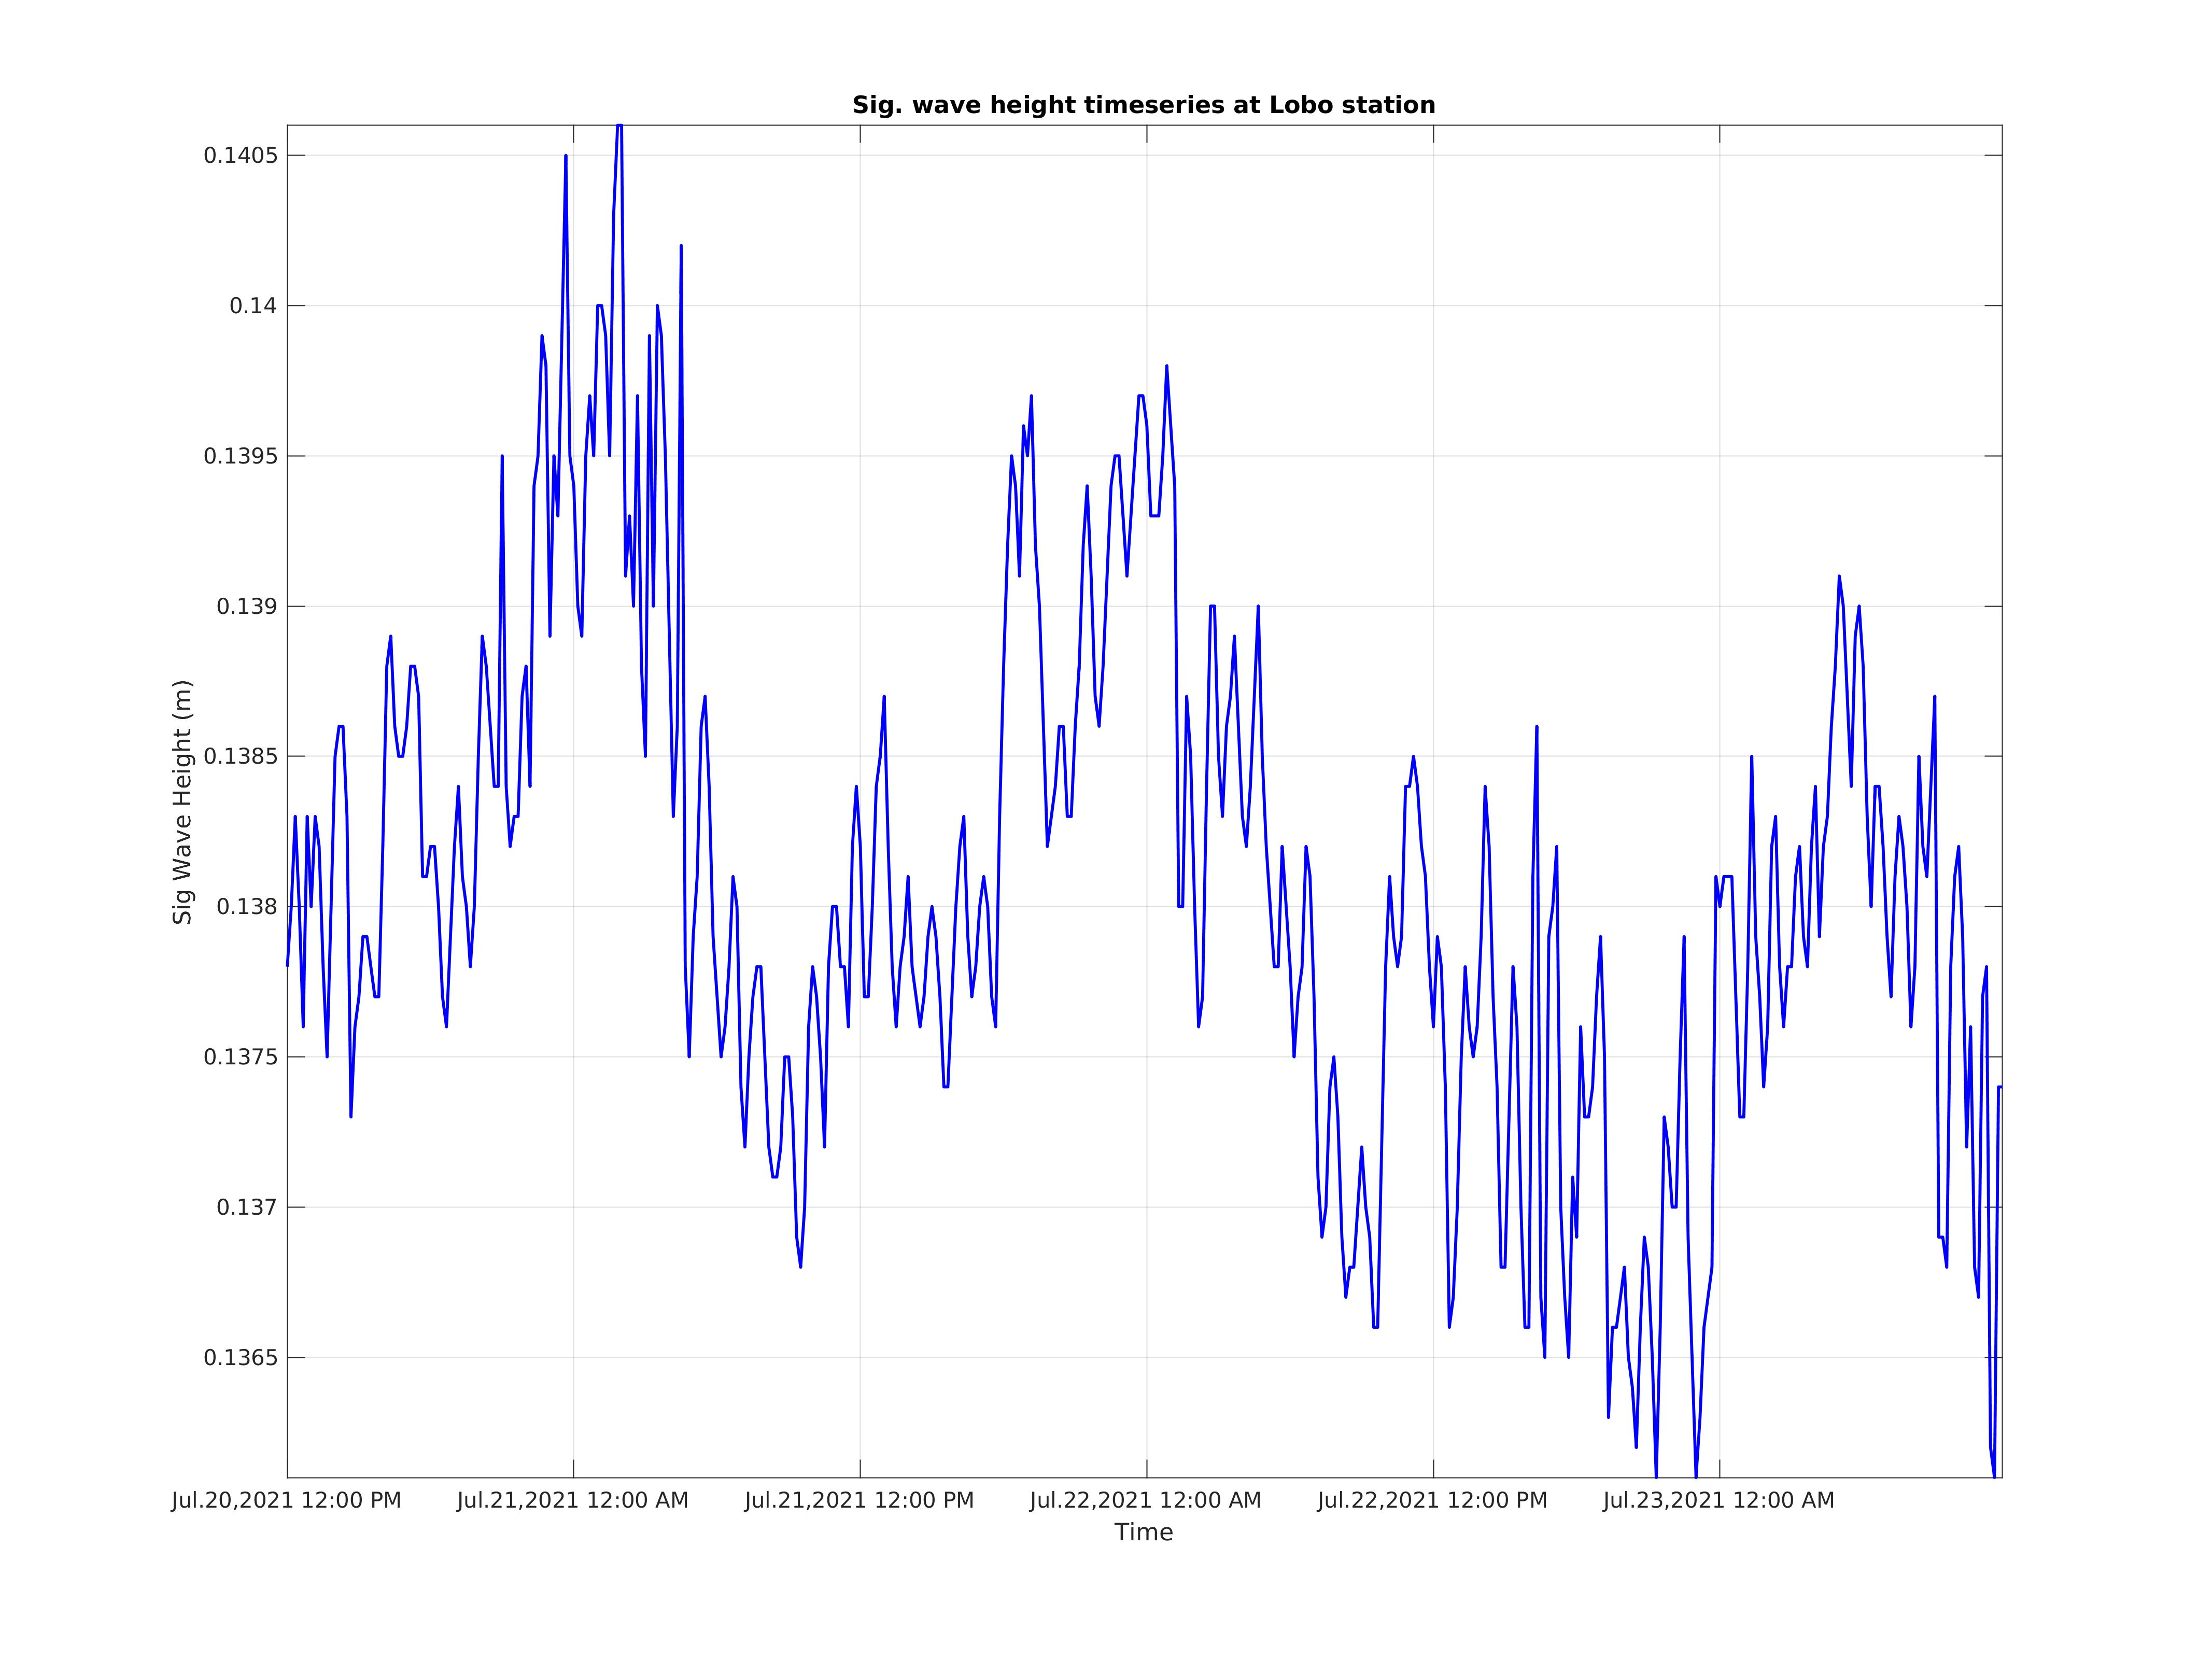 Sig. wave height timeseries at Lobo station
0.1405
0.14
0.1395
0.139
0.1385
0.138
0.1375
0.137
0.1365
Sig Wave Height (m)
Jul.20,2021 12:00 PM Jul.21,2021 12:00 AM Jul.21,2021 12:00 PM Jul.22,2021 12:00 AM Jul.22,2021 12:00 PM Jul.23,2021 12:00 AM
Time